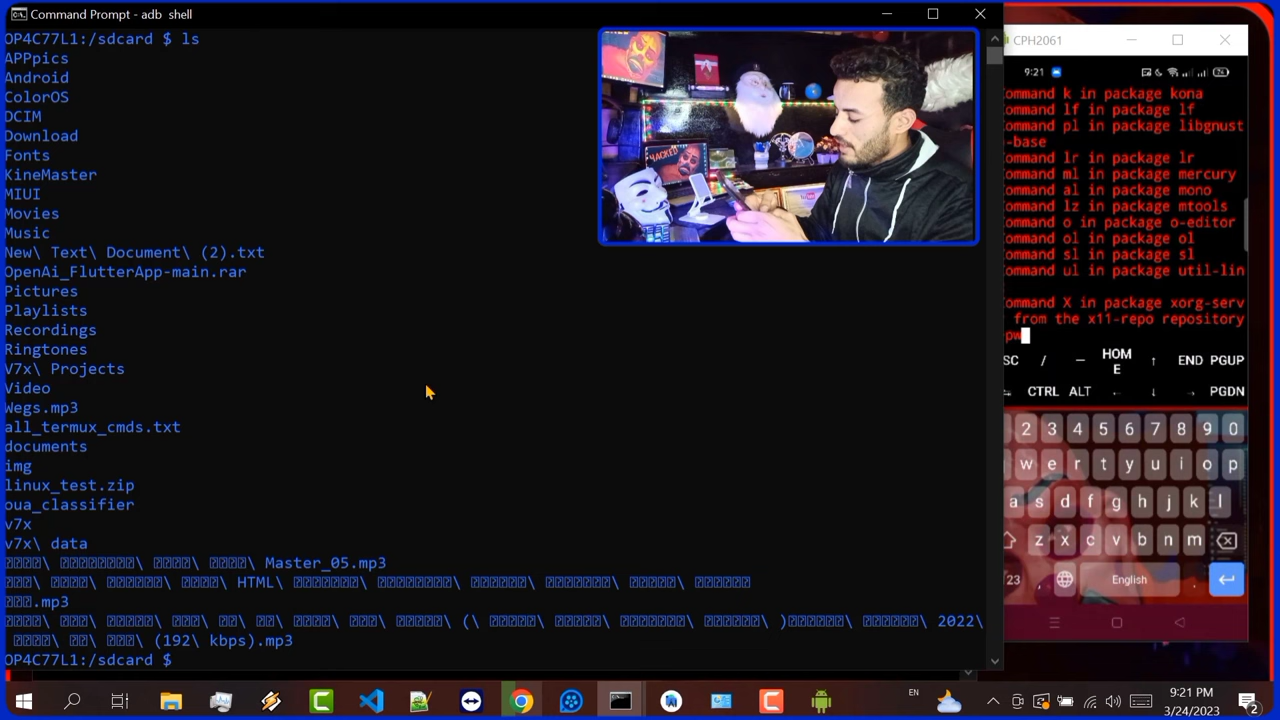 Command Prompt - adb  shell
OP4C77L1:/sdcard $ ls
APPpics
Android
ColorOS
DCIM
Download
Fonts
KineMaster
MIUI
Movies
Music
New\ Text\ Document\ (2).txt
OpenAi_FlutterApp-main.rar
Pictures
Playlists
Recordings
Ringtones
V7x\ Projects
Video
Wegs.mp3
all_termux_cmds.txt
documents
img
linux_test.zip
oua_classifier
v7x
v7x\ data
Master_05.mp3
HTML\
.mp3
2022\
(192\ kbps).mp3
OP4C77L1:/sdcard $
HACKED
CPH2061
9:21
ommand k in package kona
ommand lf in package lf
ommand pl in package libgnust
-base
ommand lr in package lr
ommand ml in package mercury
ommand al in package mono
ommand lz in package mtools
ommand o in package o-editor
ommand ol in package ol
ommand sl in package sl
ommand ul in package util-lin
ommand X in package xorg-serv
from the x11-repo repository
pw
SC / — HOM E ↑ END PGUP
CTRL ALT ← ↓ → PGDN
2 3 4 5 6 7 8 9 0
w e r t y u i o p
a s d f g h j k l
z x c v b n m
23 , English .
EN
9:21 PM
3/24/2023
2